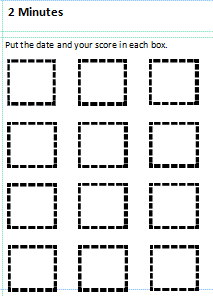 2 Minutes
Put the date and your score in each box.